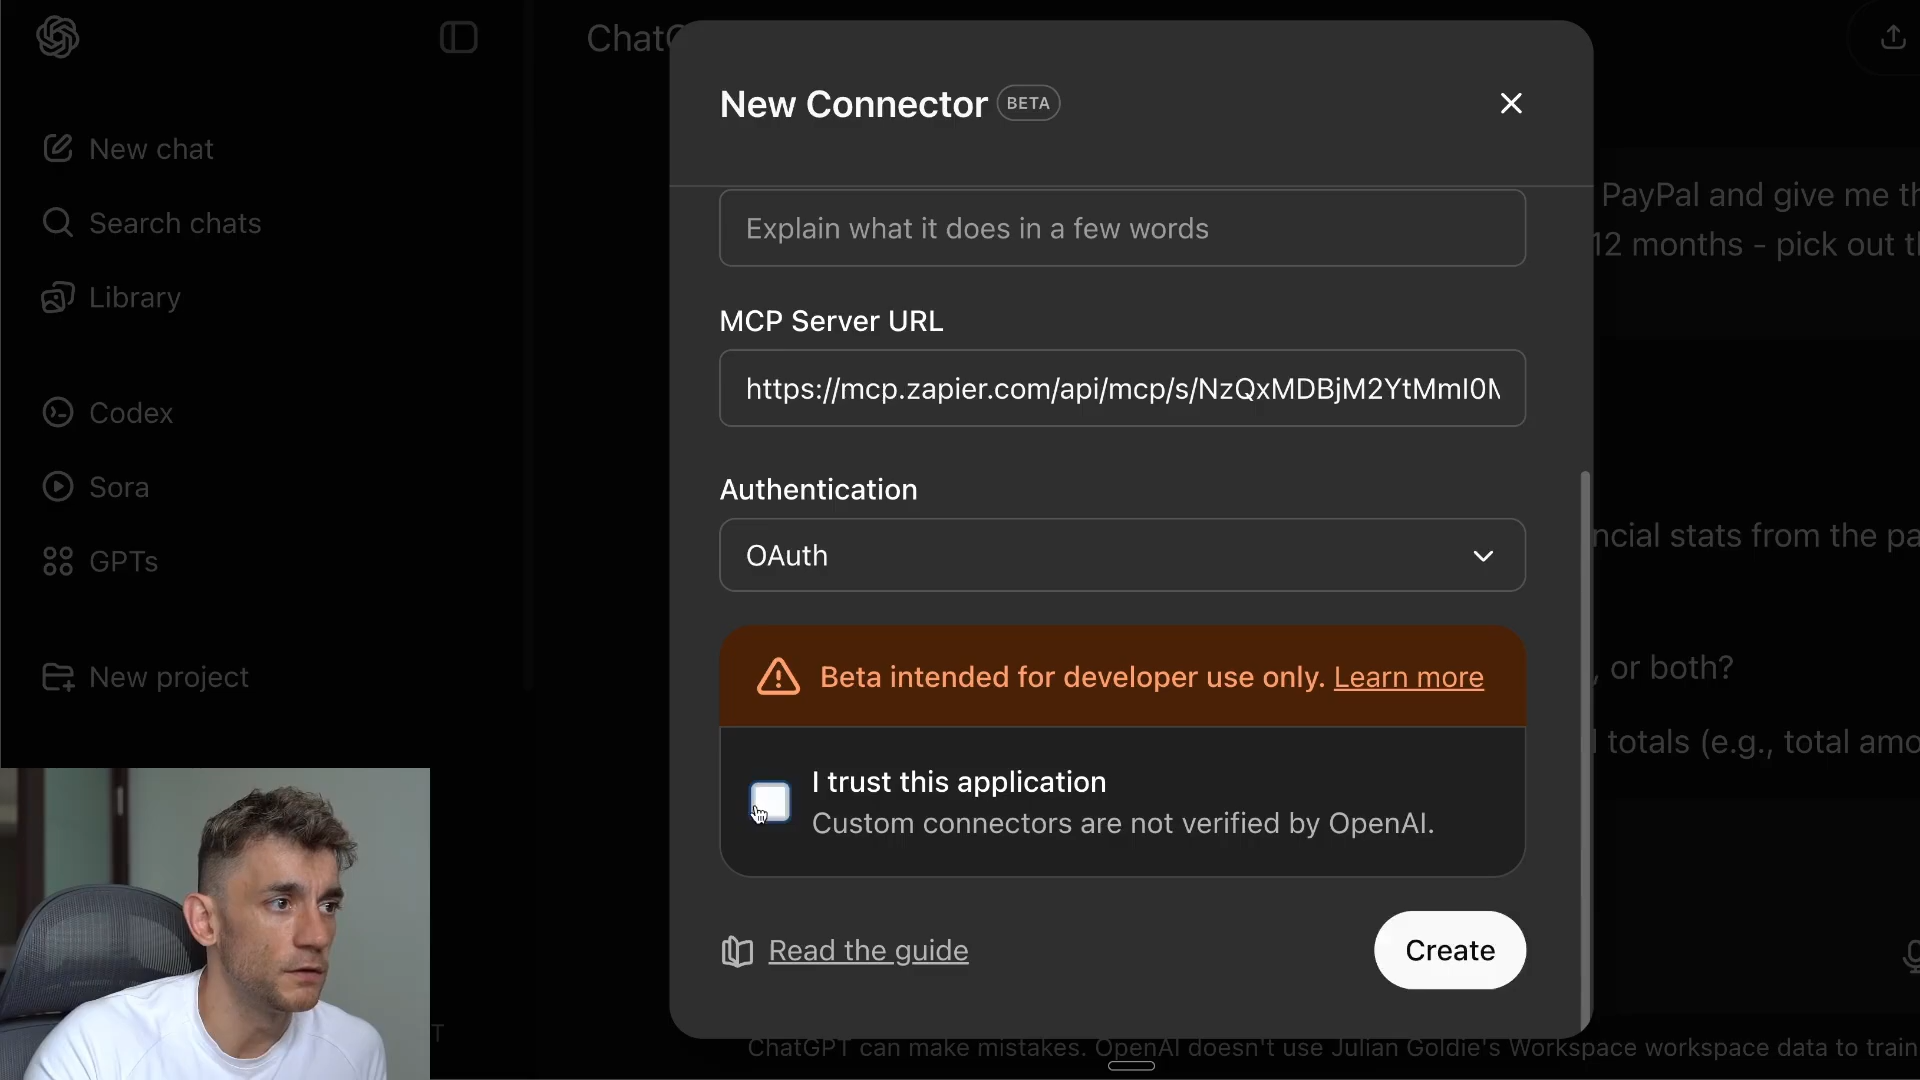 ChatG
New Connector BETA
New chat
Search chats
Library
Codex
Sora
GPTs
New project
Explain what it does in a few words
MCP Server URL
https://mcp.zapier.com/api/mcp/s/NzQxMDBjM2YtMmI0M
Authentication
OAuth
Beta intended for developer use only. Learn more
I trust this application
Custom connectors are not verified by OpenAI.
Read the guide
Create
PayPal and give me th
12 months - pick out th
ncial stats from the pa
, or both?
totals (e.g., total amo
T
ChatGPT can make mistakes. OpenAI doesn't use Julian Goldie's Workspace workspace data to train